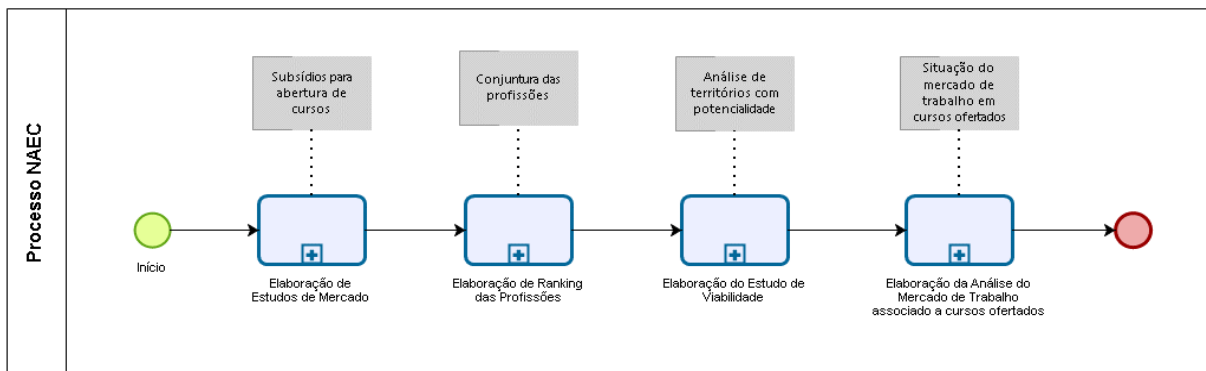 Processo NAEC
Subsídios para
abertura de
cursos
Conjuntura das
profissões
Análise de
territórios com
potencialidade
Situação do
mercado de
trabalho em
cursos ofertados
Início
Elaboração de
Estudos de Mercado
Elaboração de Ranking
das Profissões
Elaboração do Estudo de
Viabilidade
Elaboração da Análise do
Mercado de Trabalho
associado a cursos ofertados